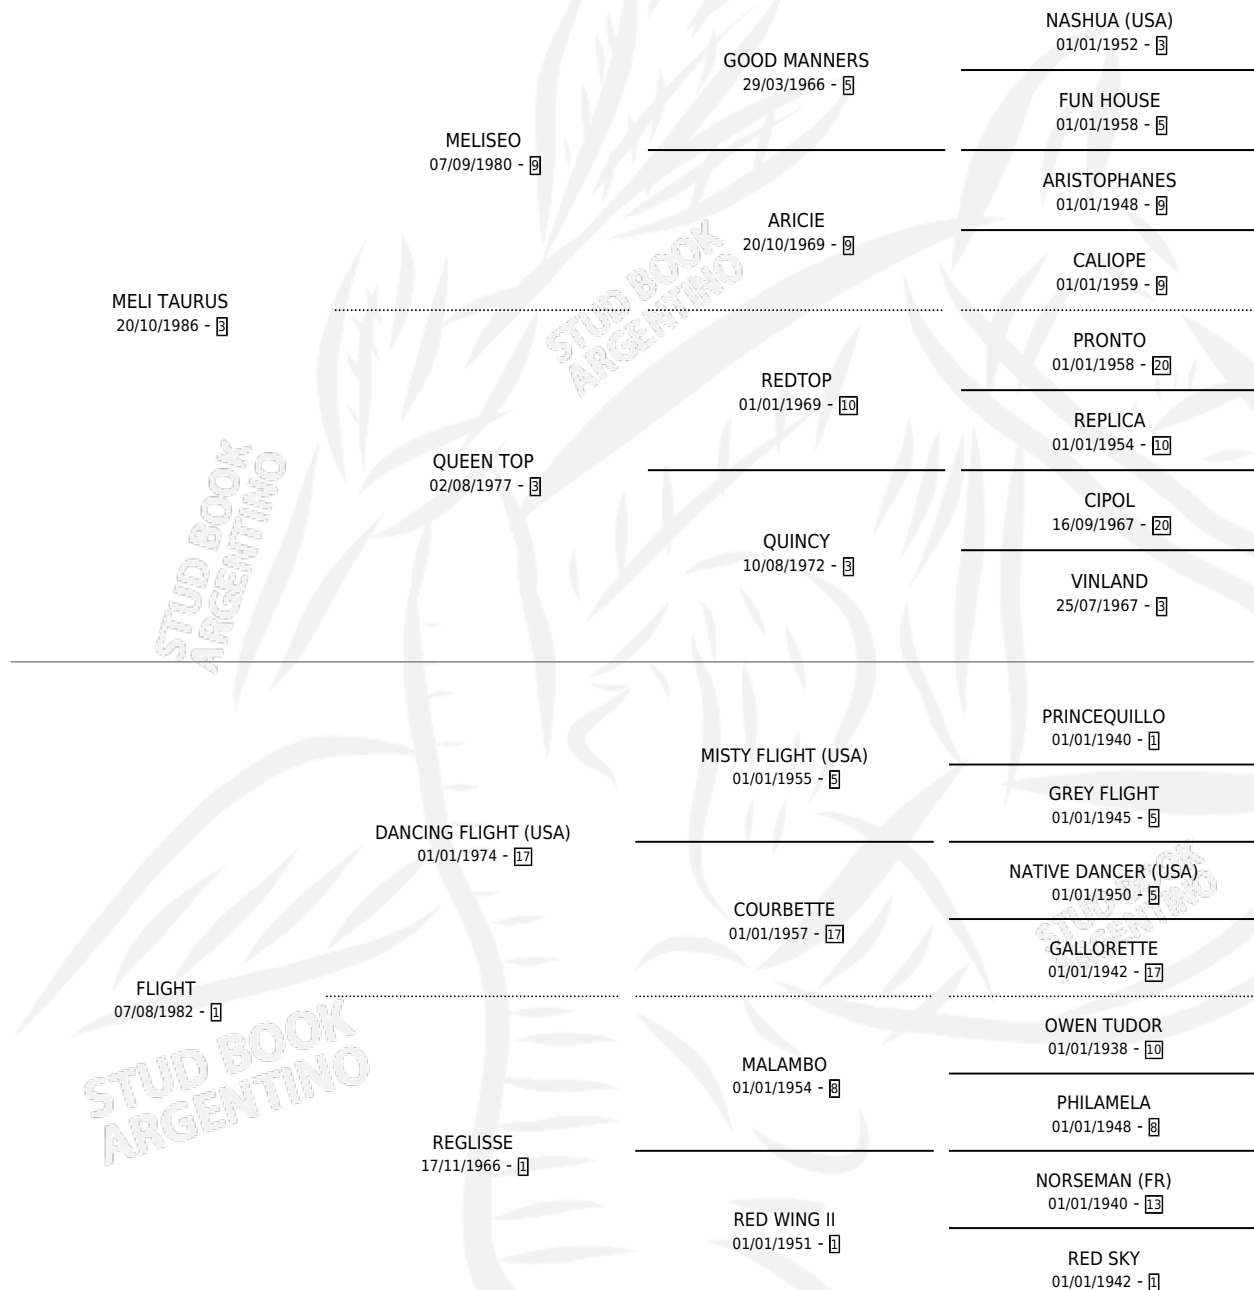 NASHUA (USA)
01/01/1952 - 3
GOOD MANNERS
29/03/1966 - 5
FUN HOUSE
01/01/1958 - 5
MELISEO
07/09/1980 - 9
ARISTOPHANES
01/01/1948 - 9
ARICIE
20/10/1969 - 9
CALIOPE
01/01/1959 - 9
MELI TAURUS
20/10/1986 - 3
PRONTO
01/01/1958 - 20
REDTOP
01/01/1969 - 10
REPLICA
01/01/1954 - 10
QUEEN TOP
02/08/1977 - 3
CIPOL
16/09/1967 - 20
QUINCY
10/08/1972 - 3
VINLAND
25/07/1967 - 3
STUD BOOK
ARGENTINO
STUD BOOK
ARGENTINO
PRINCEQUILLO
01/01/1940 - 1
MISTY FLIGHT (USA)
01/01/1955 - 5
GREY FLIGHT
01/01/1945 - 5
DANCING FLIGHT (USA)
01/01/1974 - 17
NATIVE DANCER (USA)
01/01/1950 - 5
COURBETTE
01/01/1957 - 17
GALLORETTE
01/01/1942 - 17
FLIGHT
07/08/1982 - 1
OWEN TUDOR
01/01/1938 - 10
MALAMBO
01/01/1954 - 8
PHILAMELA
01/01/1948 - 8
REGLISSE
17/11/1966 - 1
NORSEMAN (FR)
01/01/1940 - 13
RED WING II
01/01/1951 - 1
RED SKY
01/01/1942 - 1
STUD BOOK
ARGENTINO
STUD BOOK
ARGENTINO